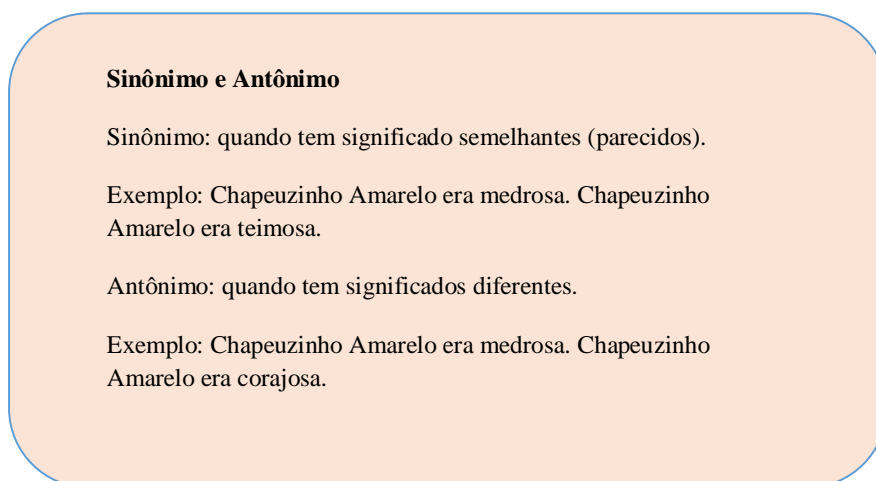 Sinônimo e Antônimo
Sinônimo: quando tem significado semelhantes (parecidos).
Exemplo: Chapeuzinho Amarelo era medrosa. Chapeuzinho
Amarelo era teimosa.
Antônimo: quando tem significados diferentes.
Exemplo: Chapeuzinho Amarelo era medrosa. Chapeuzinho
Amarelo era corajosa.